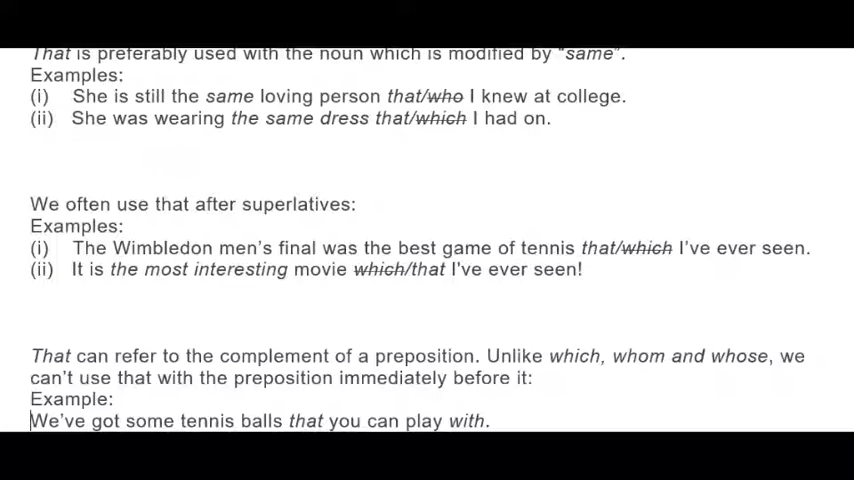 That is preferably used with the noun which is modified by “same”.
Examples:
(i) She is still the same loving person that/who I knew at college.
(ii) She was wearing the same dress that/which I had on.
We often use that after superlatives:
Examples:
(i) The Wimbledon men’s final was the best game of tennis that/which I’ve ever seen.
(ii) It is the most interesting movie which/that I've ever seen!
That can refer to the complement of a preposition. Unlike which, whom and whose, we
can’t use that with the preposition immediately before it:
Example:
We’ve got some tennis balls that you can play with.